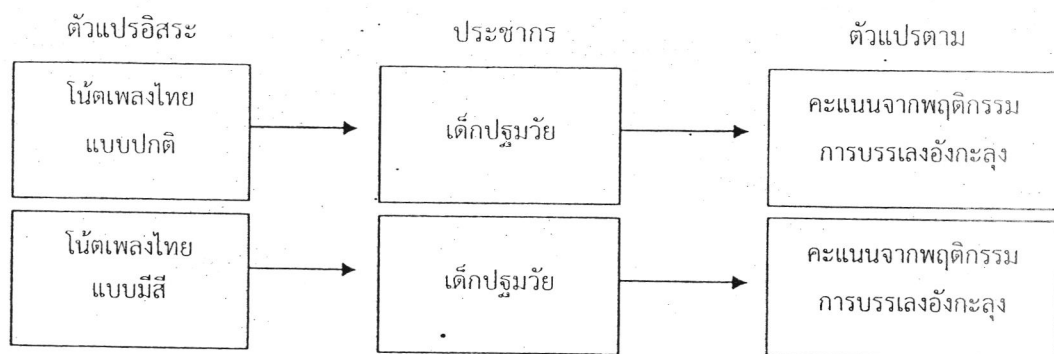 ตัวแปรอิสระ ประชากร ตัวแปรตาม
โน้ตเพลงไทย
แบบปกติ
เด็กปฐมวัย
คะแนนจากพฤติกรรม
การบรรเลงอังกะลุง
โน้ตเพลงไทย
แบบมีสี
เด็กปฐมวัย
คะแนนจากพฤติกรรม
การบรรเลงอังกะลุง